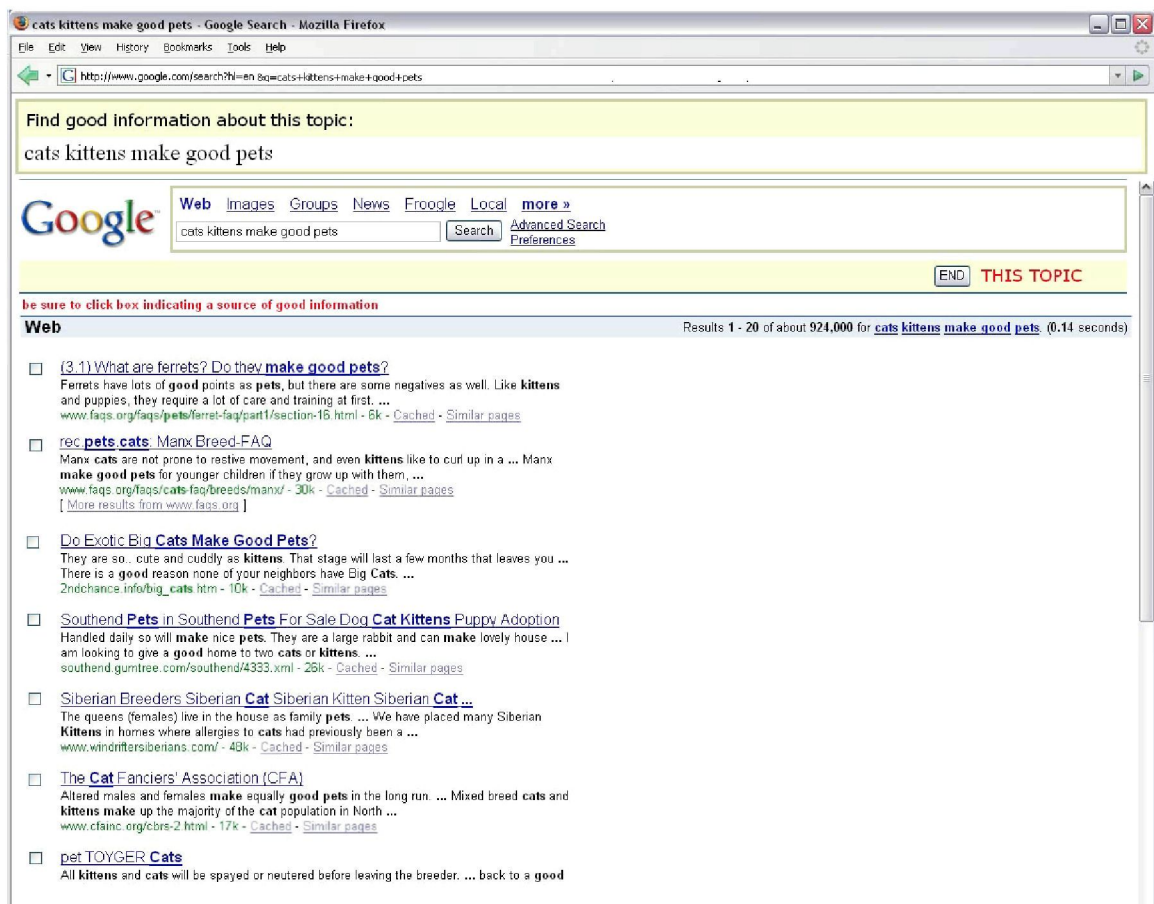 cats kittens make good pets - Google Search - Mozilla Firefox
File Edit View History Bookmarks Tools Help
G http://www.google.com/search?hl=en &q=cats+kittens+make+good+pets
Find good information about this topic:
cats kittens make good pets
Google™
Web Images Groups News Froogle Local more »
cats kittens make good pets Search Advanced Search
Preferences
END THIS TOPIC
be sure to click box indicating a source of good information
Web Results 1 - 20 of about 924,000 for cats kittens make good pets. (0.14 seconds)
(3.1) What are ferrets? Do they make good pets?
Ferrets have lots of good points as pets, but there are some negatives as well. Like kittens
and puppies, they require a lot of care and training at first. ...
www.faqs.org/faqs/pets/ferret-faq/part1/section-16.html - 6k - Cached - Similar pages
rec.pets.cats: Manx Breed-FAQ
Manx cats are not prone to restive movement, and even kittens like to curl up in a ... Manx
make good pets for younger children if they grow up with them, ...
www.faqs.org/faqs/cats-faq/breeds/manx/ - 30k - Cached - Similar pages
[ More results from www.faqs.org ]
Do Exotic Big Cats Make Good Pets?
They are so.. cute and cuddly as kittens. That stage will last a few months that leaves you ...
There is a good reason none of your neighbors have Big Cats. ...
2ndchance.info/big_cats.htm - 10k - Cached - Similar pages
Southend Pets in Southend Pets For Sale Dog Cat Kittens Puppy Adoption
Handled daily so will make nice pets. They are a large rabbit and can make lovely house ... I
am looking to give a good home to two cats or kittens. ...
southend.gumtree.com/southend/4333.xml - 26k - Cached - Similar pages
Siberian Breeders Siberian Cat Siberian Kitten Siberian Cat ...
The queens (females) live in the house as family pets. ... We have placed many Siberian
Kittens in homes where allergies to cats had previously been a ...
www.windriftersiberians.com/ - 48k - Cached - Similar pages
The Cat Fanciers' Association (CFA)
Altered males and females make equally good pets in the long run. ... Mixed breed cats and
kittens make up the majority of the cat population in North ...
www.cfainc.org/cbrs-2.html - 17k - Cached - Similar pages
pet TOYGER Cats
All kittens and cats will be spayed or neutered before leaving the breeder. ... back to a good